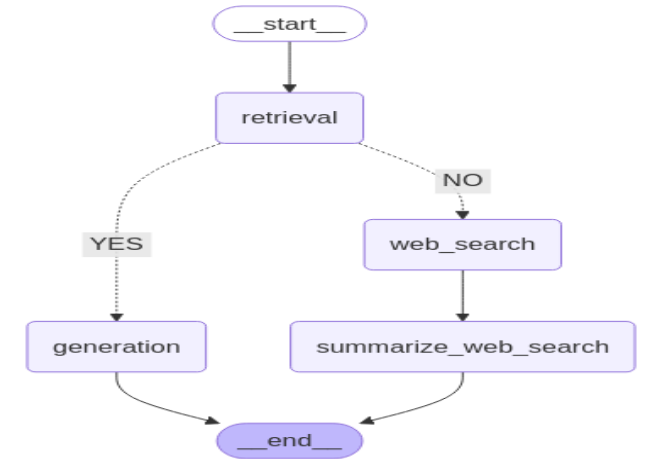 __start__
retrieval
NO
YES
web_search
generation
summarize_web_search
__end__